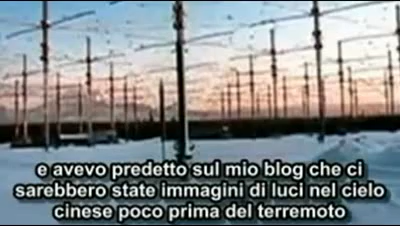 e avevo predetto sul mio blog che ci
sarebbero state immagini di luci nel cielo
cinese poco prima del terremoto